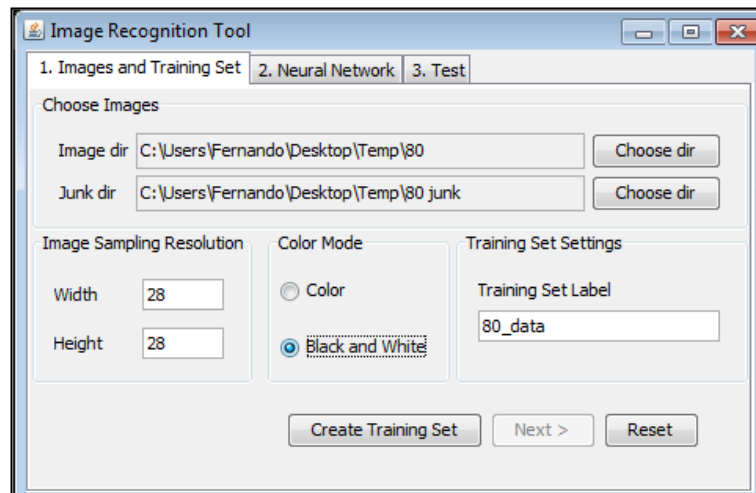 Image Recognition Tool
1. Images and Training Set 2. Neural Network 3. Test
Choose Images
Image dir C:\Users\Fernando\Desktop\Temp\80 Choose dir
Junk dir C:\Users\Fernando\Desktop\Temp\80 junk Choose dir
Image Sampling Resolution Color Mode Training Set Settings
Width 28 Color Training Set Label
Height 28 Black and White 80_data
Create Training Set Next > Reset